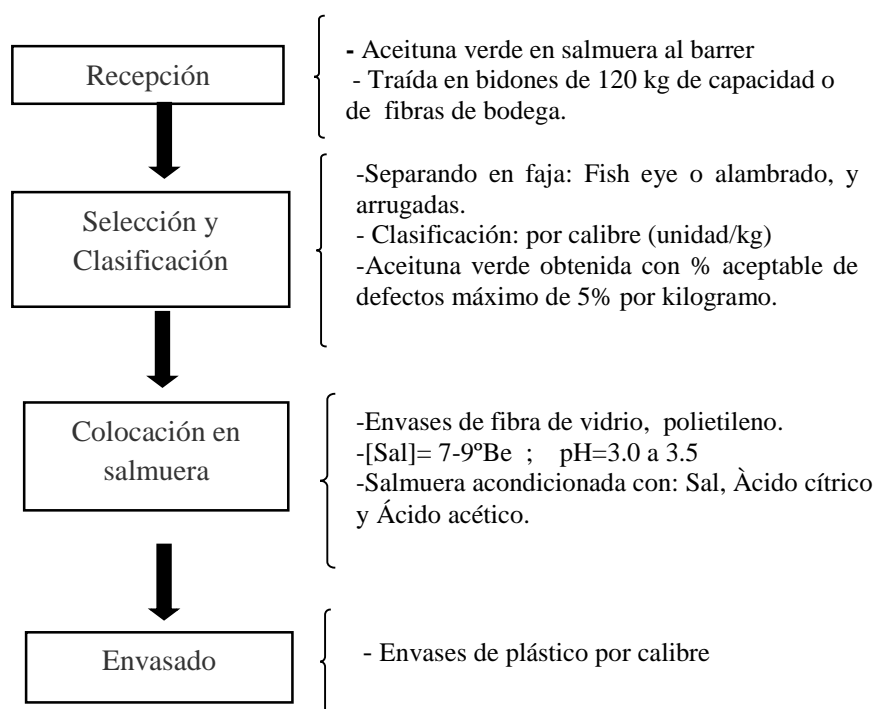 Recepción
- Aceituna verde en salmuera al barrer
- Traída en bidones de 120 kg de capacidad o
de fibras de bodega.
Selección y
Clasificación
-Separando en faja: Fish eye o alambrado, y
arrugadas.
- Clasificación: por calibre (unidad/kg)
-Aceituna verde obtenida con % aceptable de
defectos máximo de 5% por kilogramo.
Colocación en
salmuera
-Envases de fibra de vidrio, polietileno.
-[Sal]= 7-9ºBe ; pH=3.0 a 3.5
-Salmuera acondicionada con: Sal, Àcido cítrico
y Ácido acético.
Envasado
- Envases de plástico por calibre